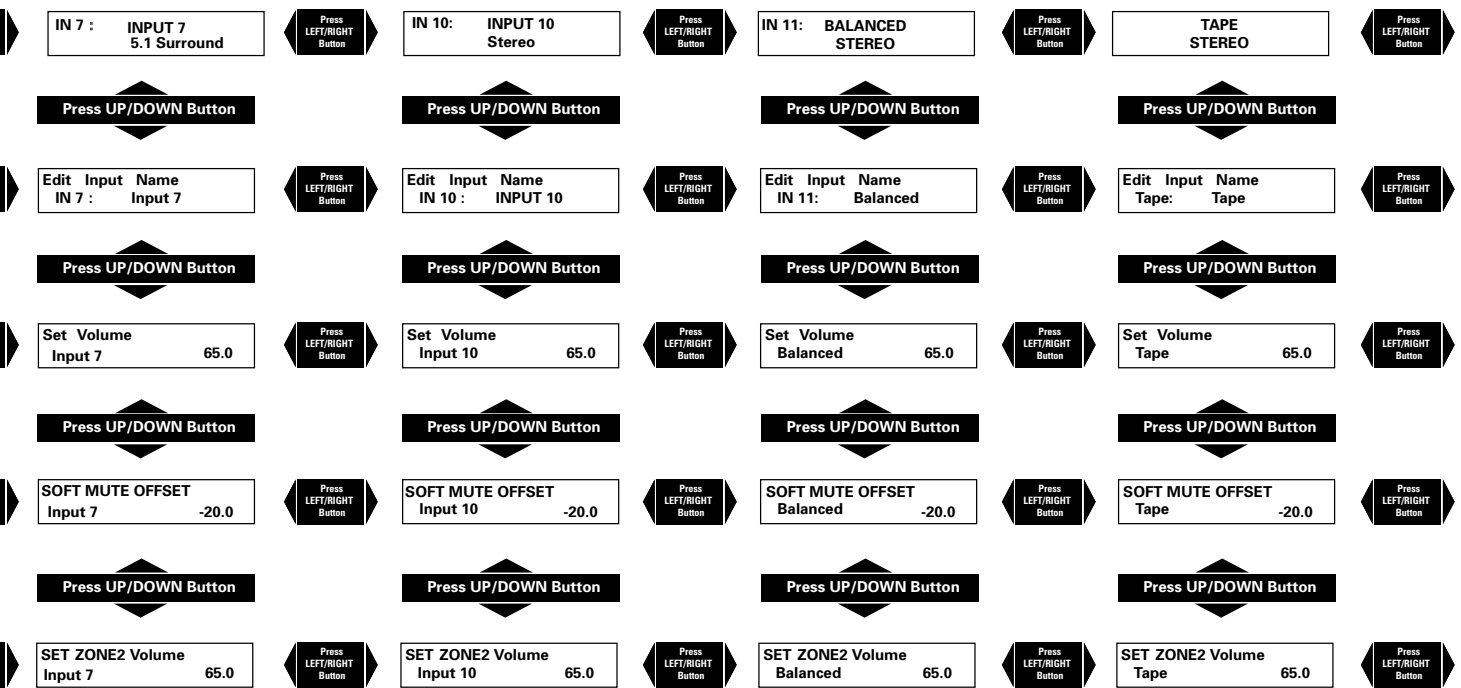 IN 7 : INPUT 7
5.1 Surround
Press
LEFT/RIGHT
Button
IN 10: INPUT 10
Stereo
Press
LEFT/RIGHT
Button
IN 11: BALANCED
STEREO
Press
LEFT/RIGHT
Button
TAPE
STEREO
Press
LEFT/RIGHT
Button
Press UP/DOWN Button
Press UP/DOWN Button
Press UP/DOWN Button
Press UP/DOWN Button
Edit Input Name
IN 7 : Input 7
Press
LEFT/RIGHT
Button
Edit Input Name
IN 10 : INPUT 10
Press
LEFT/RIGHT
Button
Edit Input Name
IN 11: Balanced
Press
LEFT/RIGHT
Button
Edit Input Name
Tape: Tape
Press
LEFT/RIGHT
Button
Press UP/DOWN Button
Press UP/DOWN Button
Press UP/DOWN Button
Press UP/DOWN Button
Set Volume
Input 7 65.0
Press
LEFT/RIGHT
Button
Set Volume
Input 10 65.0
Press
LEFT/RIGHT
Button
Set Volume
Balanced 65.0
Press
LEFT/RIGHT
Button
Set Volume
Tape 65.0
Press
LEFT/RIGHT
Button
Press UP/DOWN Button
Press UP/DOWN Button
Press UP/DOWN Button
Press UP/DOWN Button
SOFT MUTE OFFSET
Input 7 -20.0
Press
LEFT/RIGHT
Button
SOFT MUTE OFFSET
Input 10 -20.0
Press
LEFT/RIGHT
Button
SOFT MUTE OFFSET
Balanced -20.0
Press
LEFT/RIGHT
Button
SOFT MUTE OFFSET
Tape -20.0
Press
LEFT/RIGHT
Button
Press UP/DOWN Button
Press UP/DOWN Button
Press UP/DOWN Button
Press UP/DOWN Button
SET ZONE2 Volume
Input 7 65.0
Press
LEFT/RIGHT
Button
SET ZONE2 Volume
Input 10 65.0
Press
LEFT/RIGHT
Button
SET ZONE2 Volume
Balanced 65.0
Press
LEFT/RIGHT
Button
SET ZONE2 Volume
Tape 65.0
Press
LEFT/RIGHT
Button